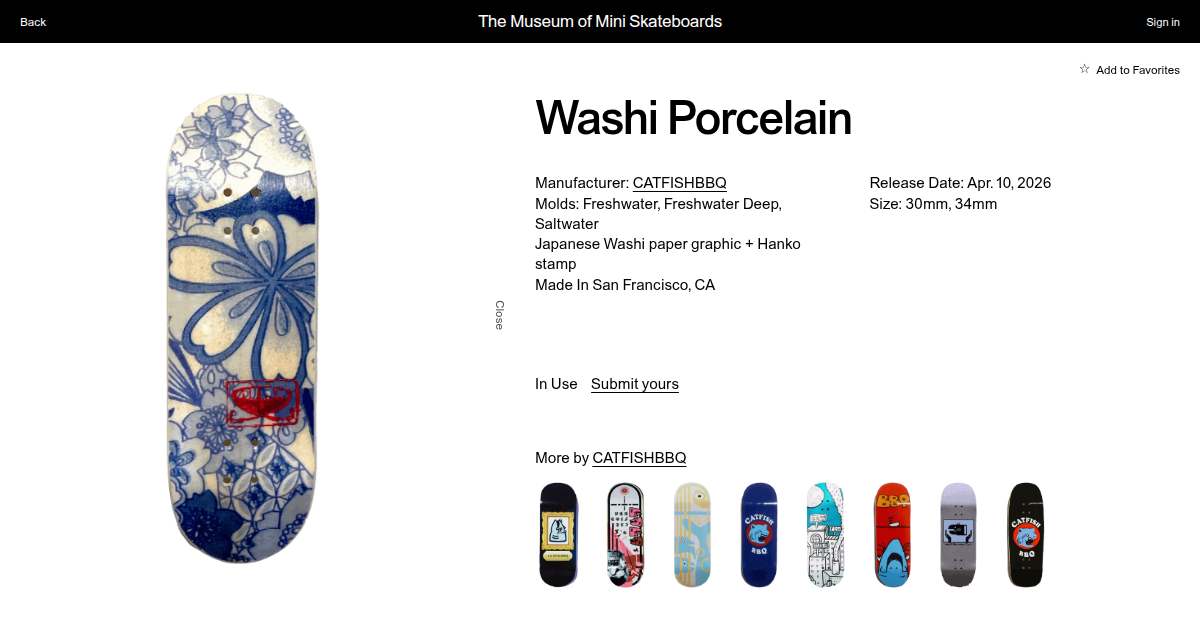 Back
The Museum of Mini Skateboards
Sign in
☆ Add to Favorites
Washi Porcelain
Manufacturer: CATFISHBBQ
Molds: Freshwater, Freshwater Deep,
Saltwater
Japanese Washi paper graphic + Hanko
stamp
Made In San Francisco, CA
Release Date: Apr. 10, 2026
Size: 30mm, 34mm
Close
In Use Submit yours
More by CATFISHBBQ
CATFISH
BBQ
BBQ
CATFISH
BBQ